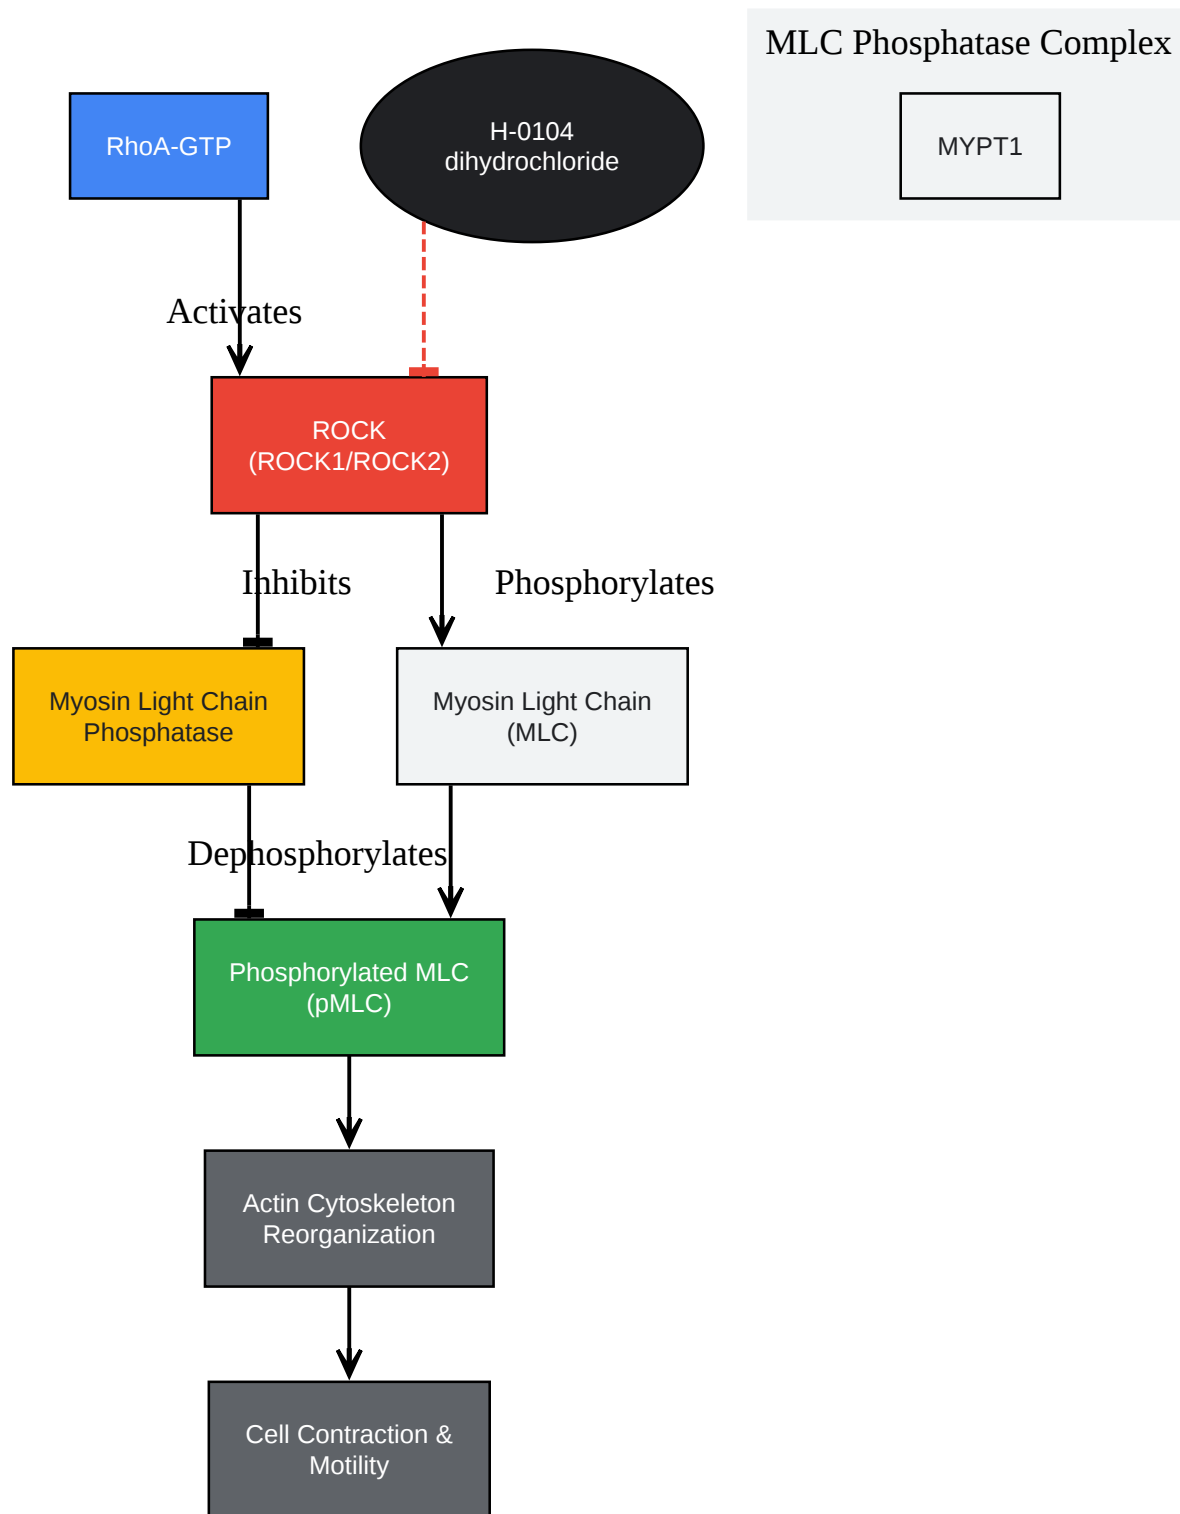 MLC Phosphatase Complex
RhoA-GTP
H-0104
dihydrochloride
MYPT1
Activates
ROCK
(ROCK1/ROCK2)
Inhibits
Phosphorylates
Myosin Light Chain
Phosphatase
Myosin Light Chain
(MLC)
Dephosphorylates
Phosphorylated MLC
(pMLC)
Actin Cytoskeleton
Reorganization
Cell Contraction &
Motility